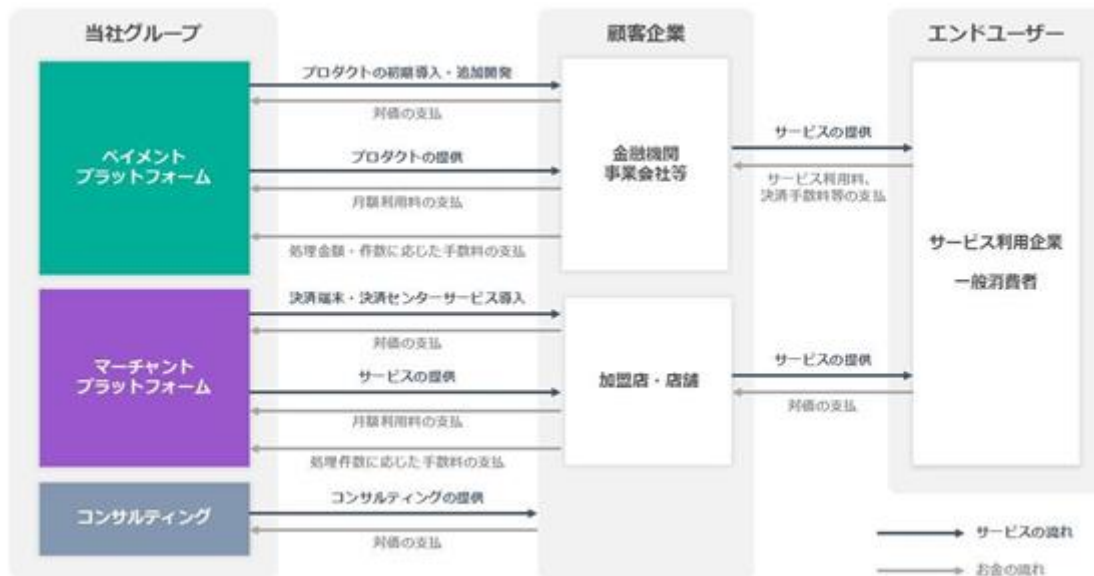 当社グループ
顧客企業
エンドユーザー
ペイメント
プラットフォーム
プロダクトの初期導入・追加開発
対価の支払
プロダクトの提供
月額利用料の支払
処理金額・件数に応じた手数料の支払
金融機関
事業会社等
サービスの提供
サービス利用料、
決済手数料等の支払
サービス利用企業
一般消費者
マーチャント
プラットフォーム
決済端末・決済センターサービス導入
対価の支払
サービスの提供
月額利用料の支払
処理件数に応じた手数料の支払
加盟店・店舗
サービスの提供
対価の支払
コンサルティング
コンサルティングの提供
対価の支払
サービスの流れ
お金の流れ